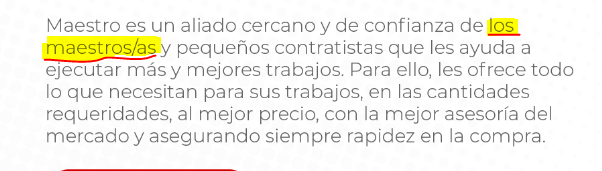 Maestro es un aliado cercano y de confianza de los
maestros/as y pequeños contratistas que les ayuda a
ejecutar más y mejores trabajos. Para ello, les ofrece todo
lo que necesitan para sus trabajos, en las cantidades
requeridades, al mejor precio, con la mejor asesoría del
mercado y asegurando siempre rapidez en la compra.